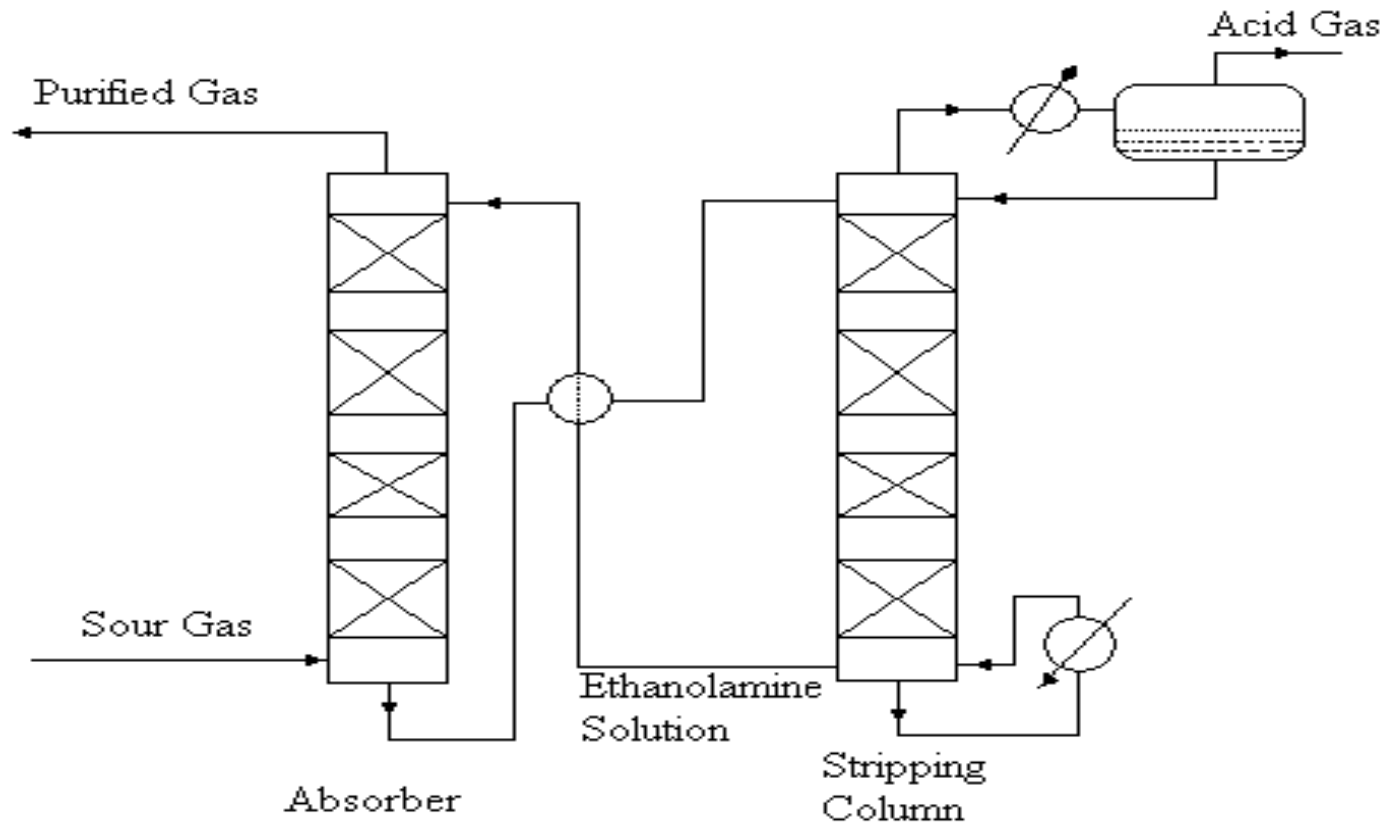 Acid Gas
Purified Gas
Sour Gas
Ethanolamine
Solution
Stripping
Column
Absorber